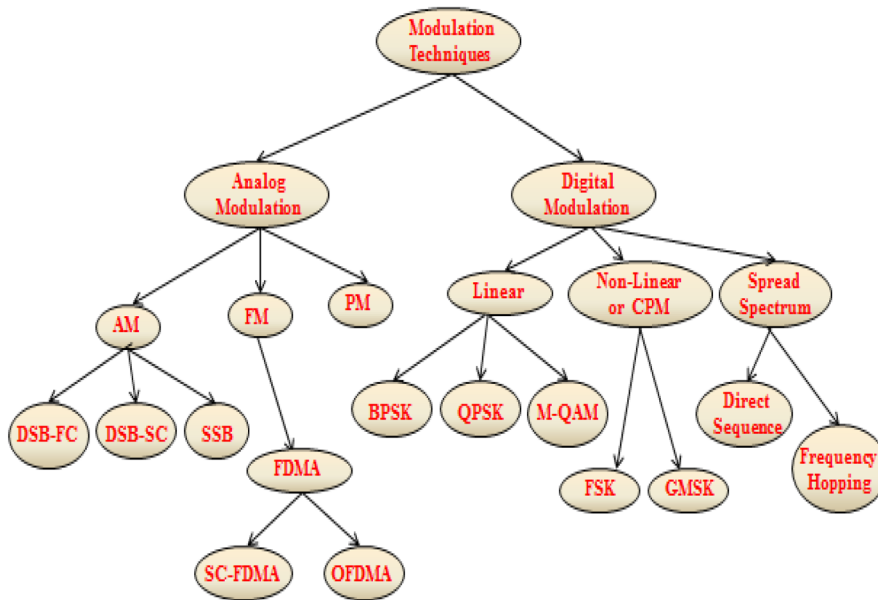 Modulation
Techniques
Analog
Modulation
Digital
Modulation
AM
FM
PM
Linear
Non-Linear
or CPM
Spread
Spectrum
DSB-FC
DSB-SC
SSB
FDMA
BPSK
QPSK
M-QAM
FSK
GMSK
Direct
Sequence
Frequency
Hopping
SC-FDMA
OFDMA